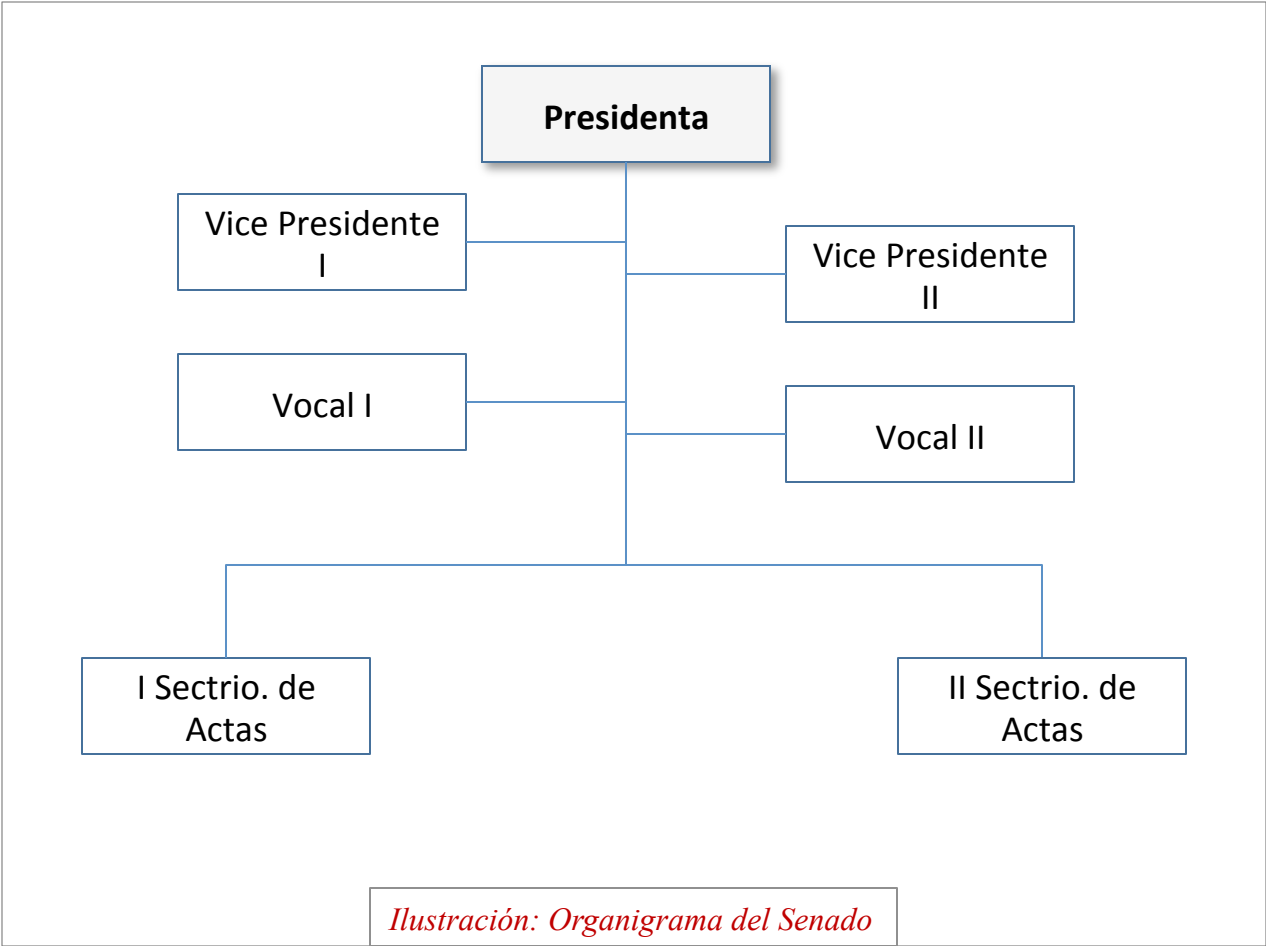 Presidenta
Vice Presidente
I
Vice Presidente
II
Vocal I
Vocal II
I Sectrio. de
Actas
II Sectrio. de
Actas
Ilustración: Organigrama del Senado